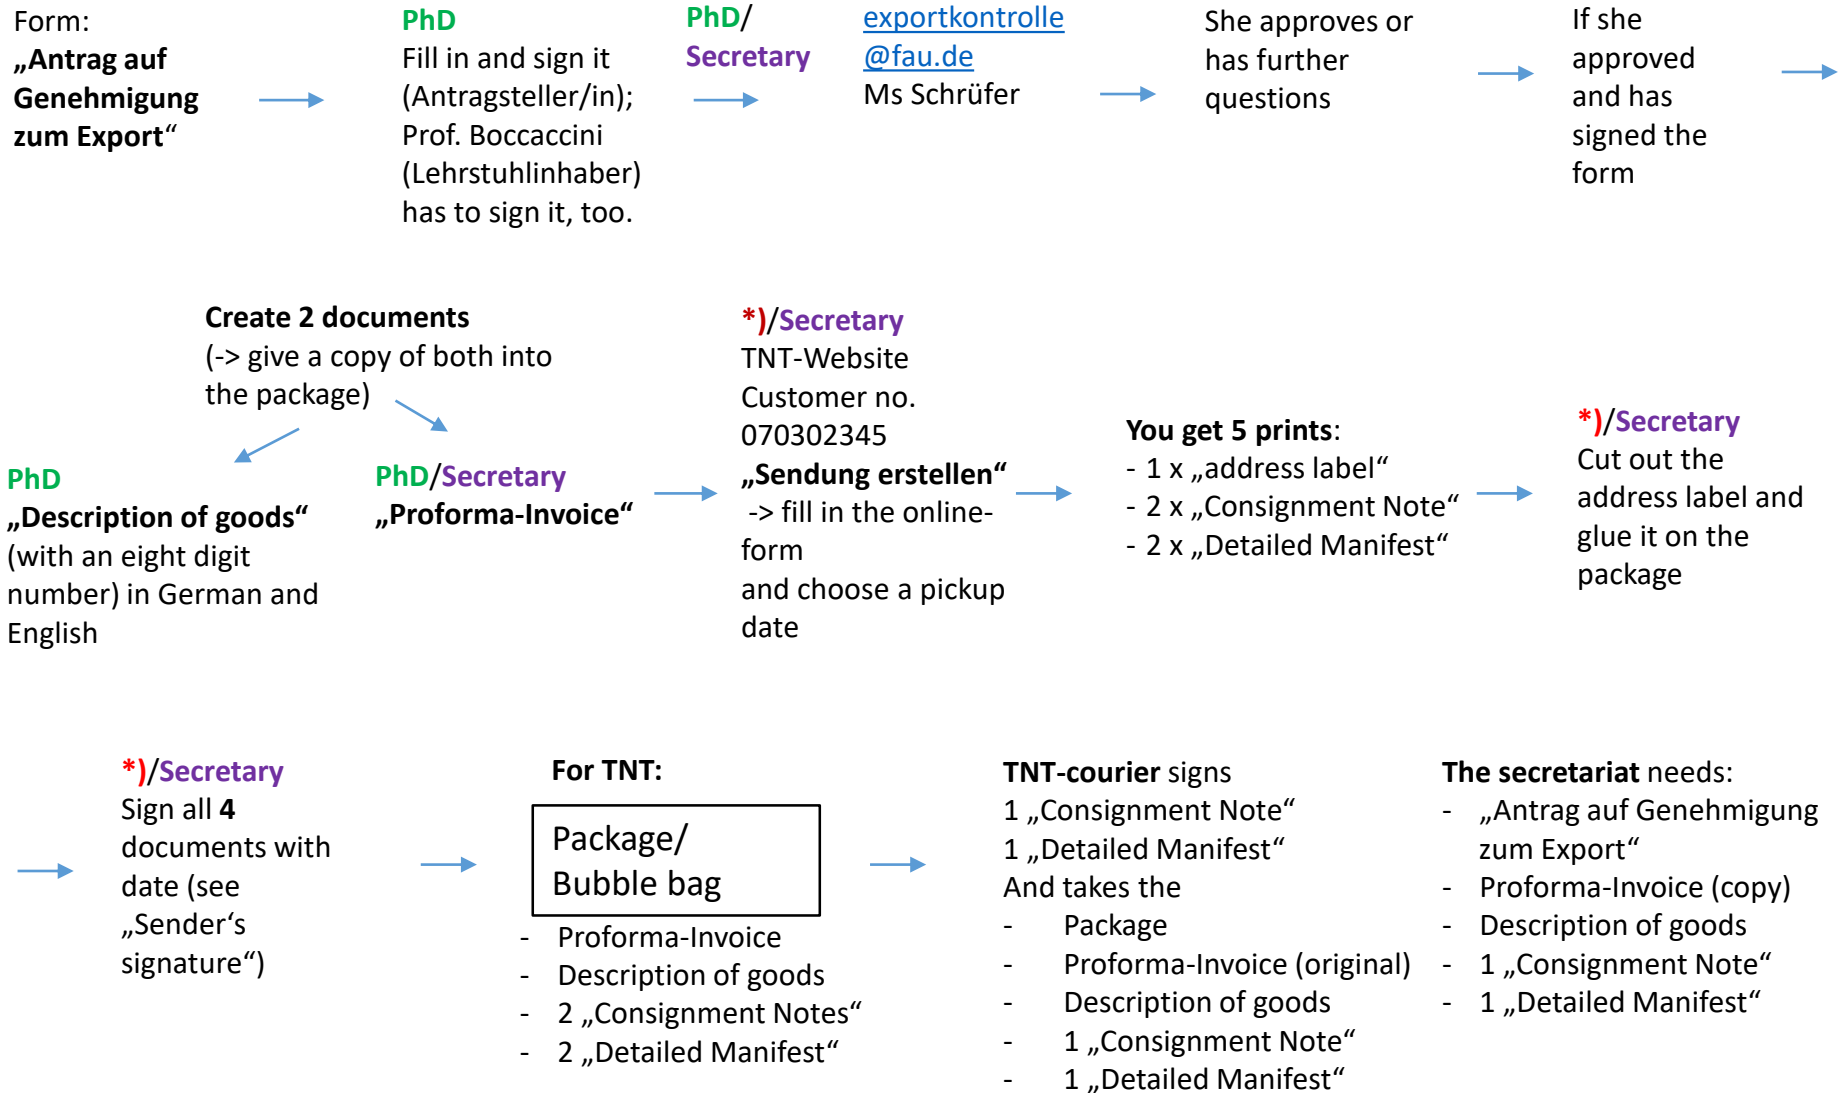 Form:
„Antrag auf
Genehmigung
zum Export“
PhD
Fill in and sign it
(Antragsteller/in);
Prof. Boccaccini
(Lehrstuhlinhaber)
has to sign it, too.
PhD/
Secretary
exportkontrolle
@fau.de
Ms Schrüfer
She approves or
has further
questions
If she
approved
and has
signed the
form
Create 2 documents
(-> give a copy of both into
the package)
PhD
„Description of goods“
(with an eight digit
number) in German and
English
PhD/Secretary
„Proforma-Invoice“
*)/Secretary
TNT-Website
Customer no.
070302345
„Sendung erstellen“
-> fill in the online-
form
and choose a pickup
date
You get 5 prints:
- 1 x „address label“
- 2 x „Consignment Note“
- 2 x „Detailed Manifest“
*)/Secretary
Cut out the
address label and
glue it on the
package
*)/Secretary
Sign all 4
documents with
date (see
„Sender‘s
signature“)
For TNT:
Package/
Bubble bag
- Proforma-Invoice
- Description of goods
- 2 „Consignment Notes“
- 2 „Detailed Manifest“
TNT-courier signs
1 „Consignment Note“
1 „Detailed Manifest“
And takes the
- Package
- Proforma-Invoice (original)
- Description of goods
- 1 „Consignment Note“
- 1 „Detailed Manifest“
The secretariat needs:
- „Antrag auf Genehmigung
zum Export“
- Proforma-Invoice (copy)
- Description of goods
- 1 „Consignment Note“
- 1 „Detailed Manifest“